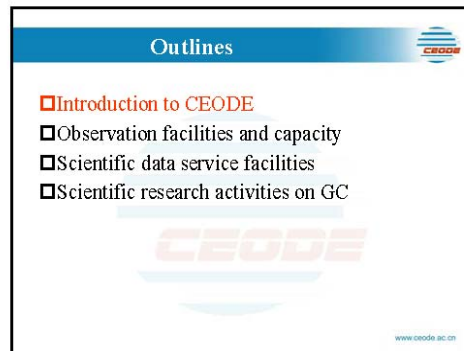 Outlines
CEODE
❑Introduction to CEODE
❑Observation facilities and capacity
❑Scientific data service facilities
❑Scientific research activities on GC
CEODE
www.ceode.ac.cn